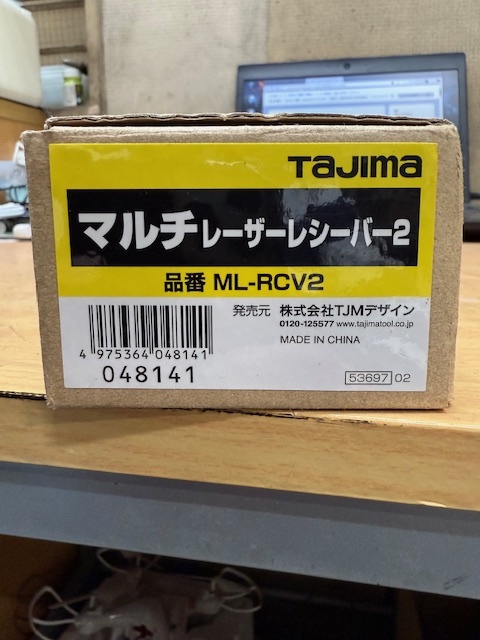 TAJIMA
マルチレーザーレシーバー2
品番 ML-RCV2
発売元 株式会社TJMデザイン
0120-125577 www.tajimatool.co.jp
MADE IN CHINA
4 975364 048141
048141
53697 02